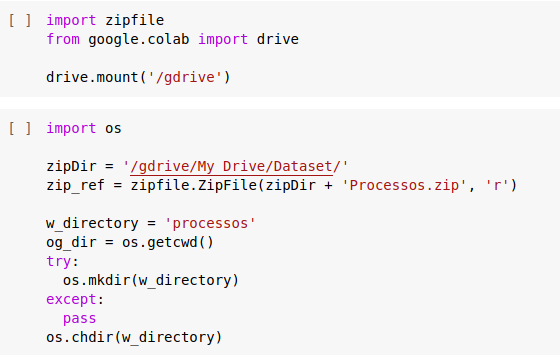 [ ] import zipfile
from google.colab import drive
drive.mount('/gdrive')
[ ] import os
zipDir = '/gdrive/My Drive/Dataset/'
zip_ref = zipfile.ZipFile(zipDir + 'Processos.zip', 'r')
w_directory = 'processos'
og_dir = os.getcwd()
try:
  os.mkdir(w_directory)
except:
  pass
os.chdir(w_directory)